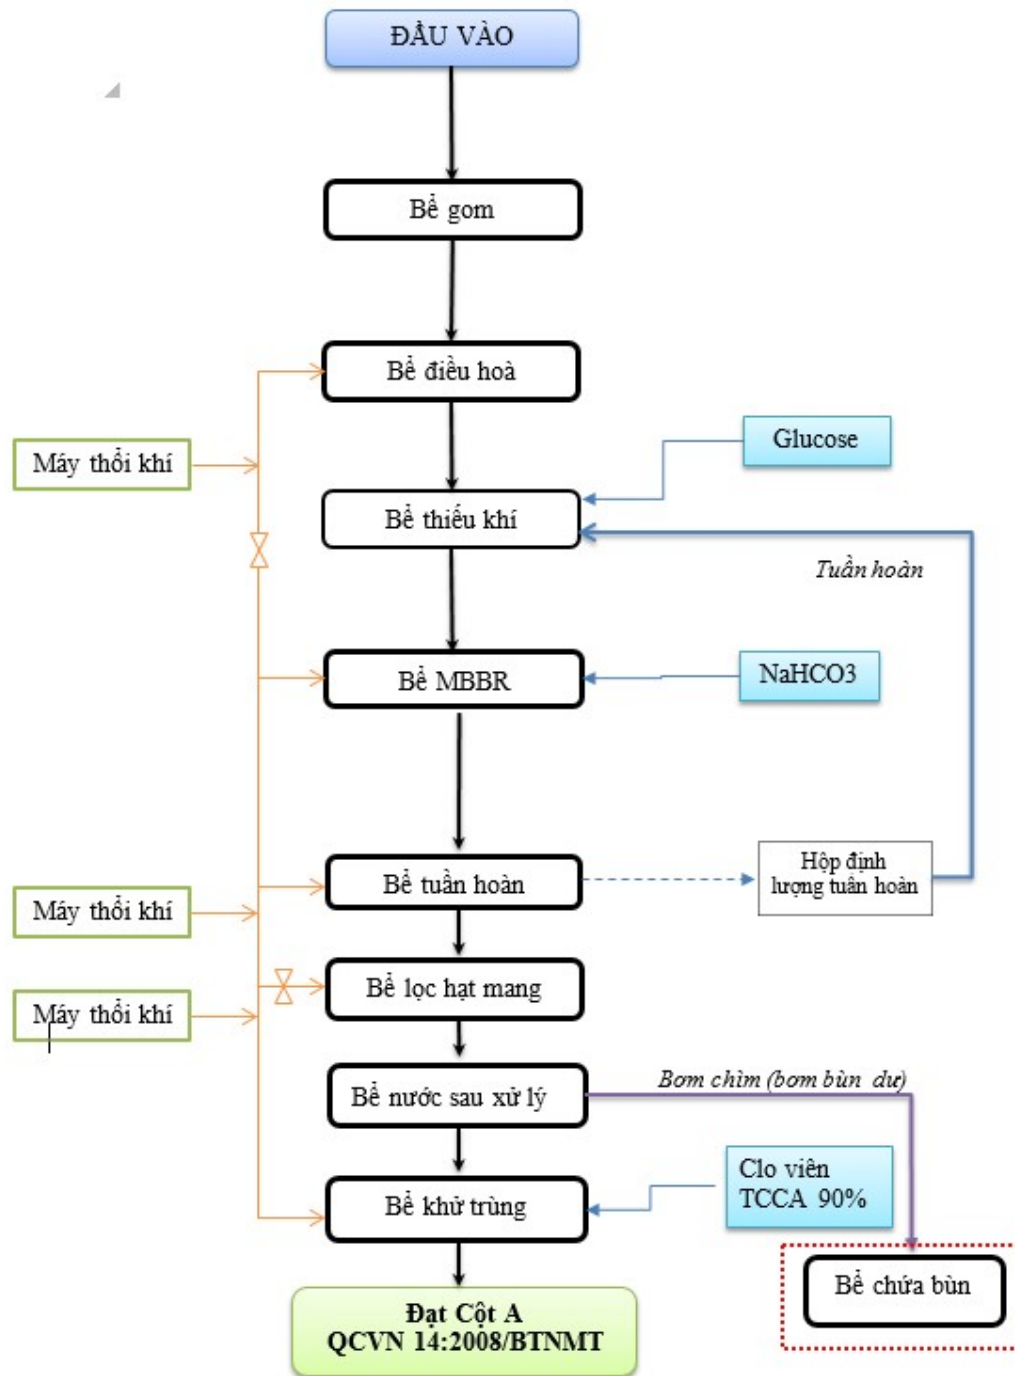 ĐẦU VÀO
Bể gom
Bể điều hoà
Máy thổi khí
Glucose
Bể thiếu khí
Tuần hoàn
Bể MBBR
NaHCO3
Bể tuần hoàn
Hộp định
lượng tuần hoàn
Máy thổi khí
Bể lọc hạt mang
Máy thổi khí
Bể nước sau xử lý
Bơm chìm (bơm bùn dư)
Clo viên
TCCA 90%
Bể khử trùng
Bể chứa bùn
Đạt Cột A
QCVN 14:2008/BTNMT